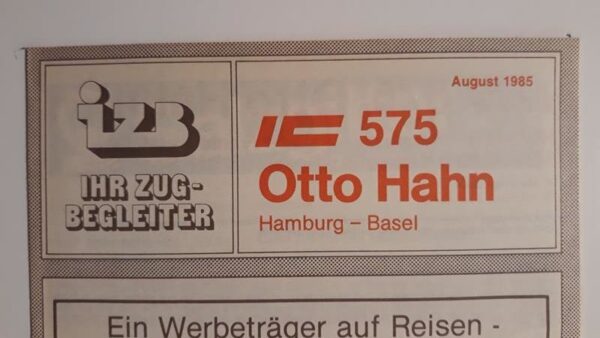 izb
IHR ZUG-
BEGLEITER
August 1985
IC 575
Otto Hahn
Hamburg – Basel
Ein Werbeträger auf Reisen -